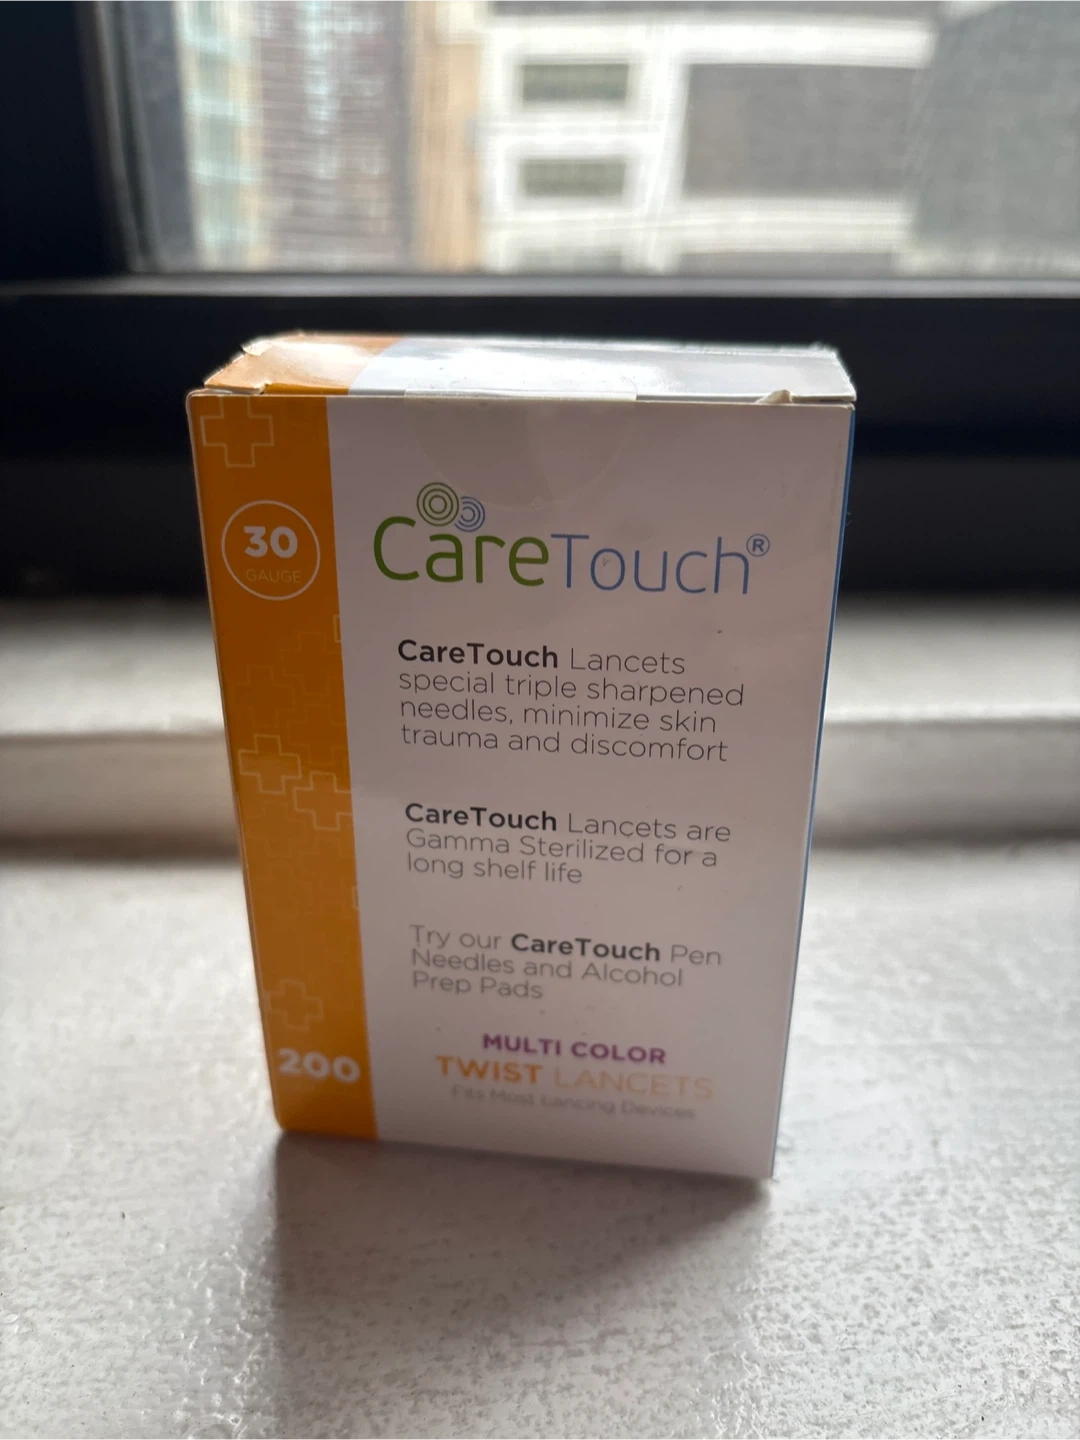 30
GAUGE
CareTouch®
CareTouch Lancets
special triple sharpened
needles, minimize skin
trauma and discomfort
CareTouch Lancets are
Gamma Sterilized for a
long shelf life
Try our CareTouch Pen
Needles and Alcohol
Prep Pads
200
MULTI COLOR
TWIST LANCETS
Fits Most Lancing Devices